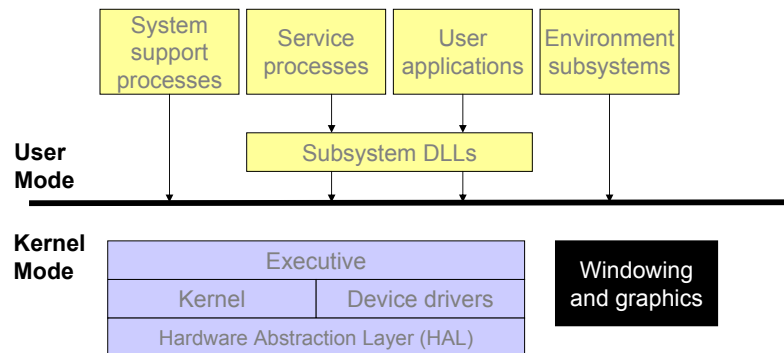 System
support
processes
Service
processes
User
applications
Environment
subsystems
Subsystem DLLs
User
Mode
Kernel
Mode
Executive
Kernel
Device drivers
Hardware Abstraction Layer (HAL)
Windowing
and graphics